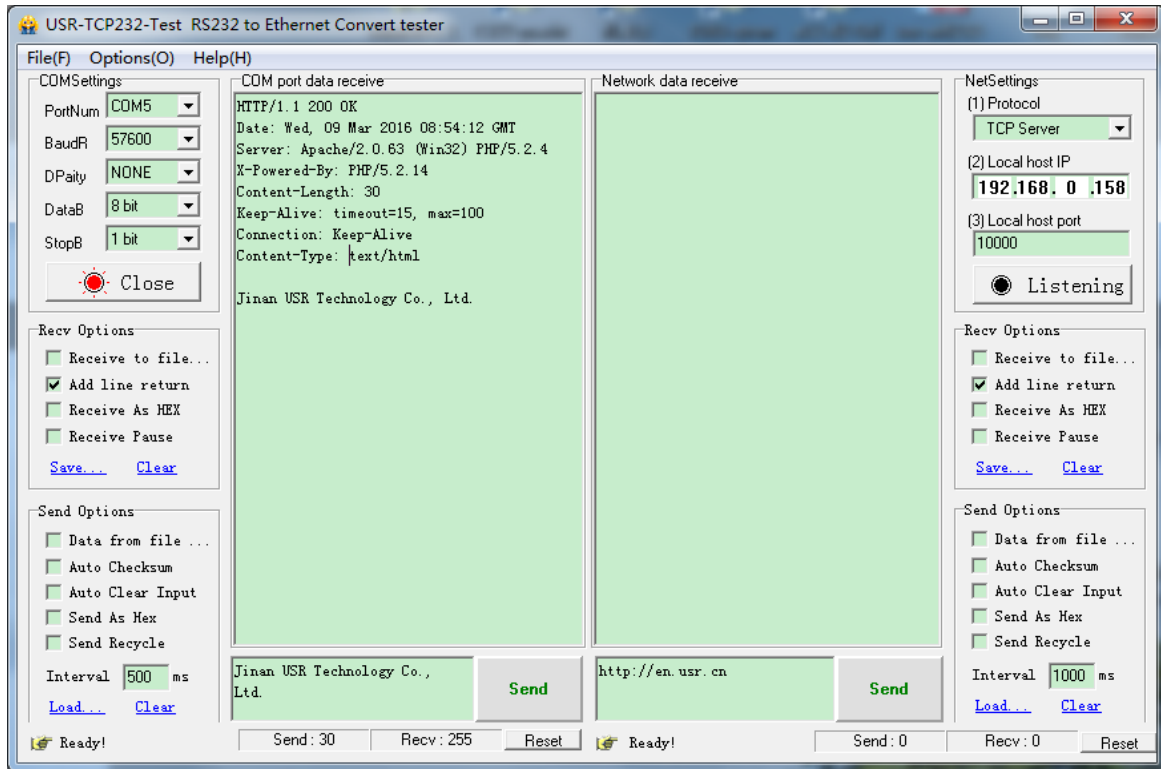 USR-TCP232-Test RS232 to Ethernet Convert tester
File(F) Options(O) Help(H)
COMSettings
PortNum COM5
BaudR 57600
DPaity NONE
DataB 8 bit
StopB 1 bit
Close
Recv Options
Receive to file...
Add line return
Receive As HEX
Receive Pause
Save... Clear
Send Options
Data from file ...
Auto Checksum
Auto Clear Input
Send As Hex
Send Recycle
Interval 500 ms
Load... Clear
COM port data receive
HTTP/1.1 200 OK
Date: Wed, 09 Mar 2016 08:54:12 GMT
Server: Apache/2.0.63 (Win32) PHP/5.2.4
X-Powered-By: PHP/5.2.14
Content-Length: 30
Keep-Alive: timeout=15, max=100
Connection: Keep-Alive
Content-Type: text/html
Jinan USR Technology Co., Ltd.
Jinan USR Technology Co.,
Ltd.
Send
Network data receive
http://en.usr.cn
Send
NetSettings
(1) Protocol
TCP Server
(2) Local host IP
192.168. 0 .158
(3) Local host port
10000
Listening
Recv Options
Receive to file...
Add line return
Receive As HEX
Receive Pause
Save... Clear
Send Options
Data from file ...
Auto Checksum
Auto Clear Input
Send As Hex
Send Recycle
Interval 1000 ms
Load... Clear
Ready! Send : 30 Recv : 255 Reset Ready! Send : 0 Recv : 0 Reset